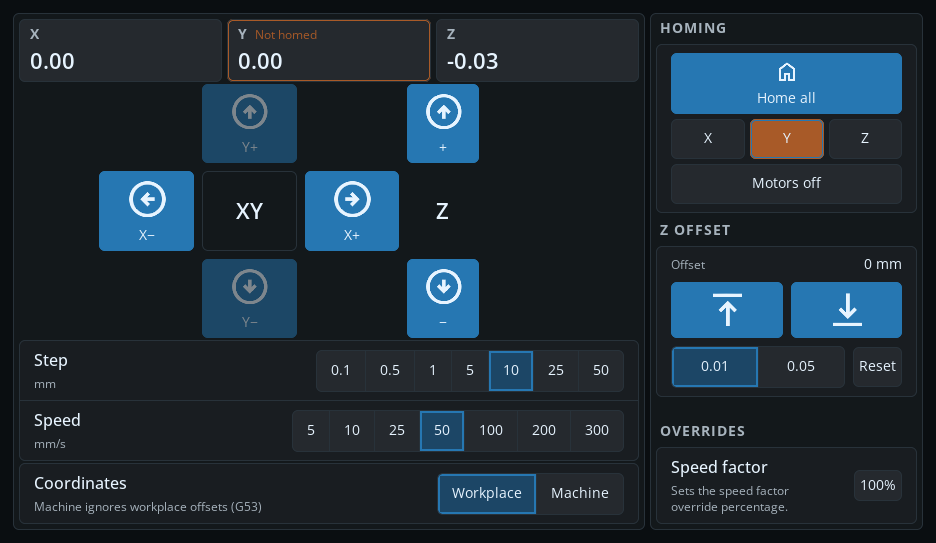 X
0.00
Y Not homed
0.00
Z
-0.03
Y+
+
X−
XY
X+
Z
Y−
−
Step
mm
0.1 0.5 1 5 10 25 50
Speed
mm/s
5 10 25 50 100 200 300
Coordinates
Machine ignores workplace offsets (G53)
Workplace Machine
HOMING
Home all
X Y Z
Motors off
Z OFFSET
Offset 0 mm
0.01 0.05 Reset
OVERRIDES
Speed factor
Sets the speed factor
override percentage.
100%